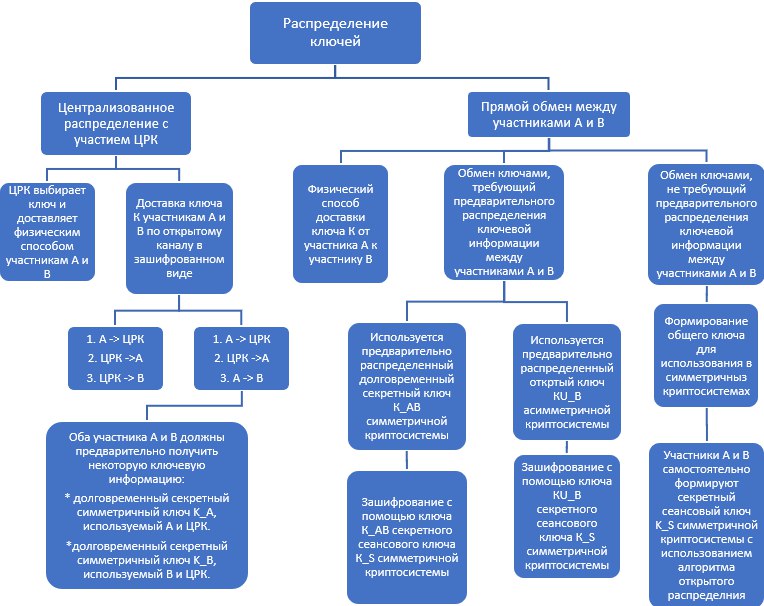 Распределение
ключей
Централизованное
распределение с
участием ЦРК
Прямой обмен между
участниками А и В
ЦРК выбирает
ключ и
доставляет
физическим
способом
участникам А и
В
Доставка ключа
К участникам А и
В по открытому
каналу в
зашифрованном
виде
Физический
способ
доставки
ключа К от
участника А к
участнику В
Обмен ключами,
требующий
предварительного
распределения
ключевой
информации
между
участниками А и В
Обмен ключами,
не требующий
предварительного
распределения
ключевой
информации
между
участниками А и В
1. А -> ЦРК
2. ЦРК ->А
3. ЦРК -> В
1. А -> ЦРК
2. ЦРК ->А
3. А -> В
Используется
предварительно
распределенный
долговременный
секретный ключ
K_AB
симметричной
криптосистемы
Используется
предварительно
распределенный
откртый ключ
KU_B
асимметричной
криптосистемы
Формирование
общего ключа
для
использования в
симметричныз
криптосистемах
Оба участника А и В должны
предварительно получить
некоторую ключевую
информацию:
* долговременный секретный
симметричный ключ K_A,
используемый А и ЦРК.
*долговременный секретный
симметричный ключ K_B,
используемый В и ЦРК.
Зашифрование с
помощью ключа
K_AB секретного
сеансового ключа
K_S симметричной
криптосистемы
Зашифрование с
помощью ключа
KU_B
секретного
сеансового
ключа K_S
симметричной
криптосистемы
Участники А и В
самостоятельно
формируют
секретный
сеансовый ключ
K_S симметричной
криптосистемы с
использованием
алгоритма
открытого
распределния